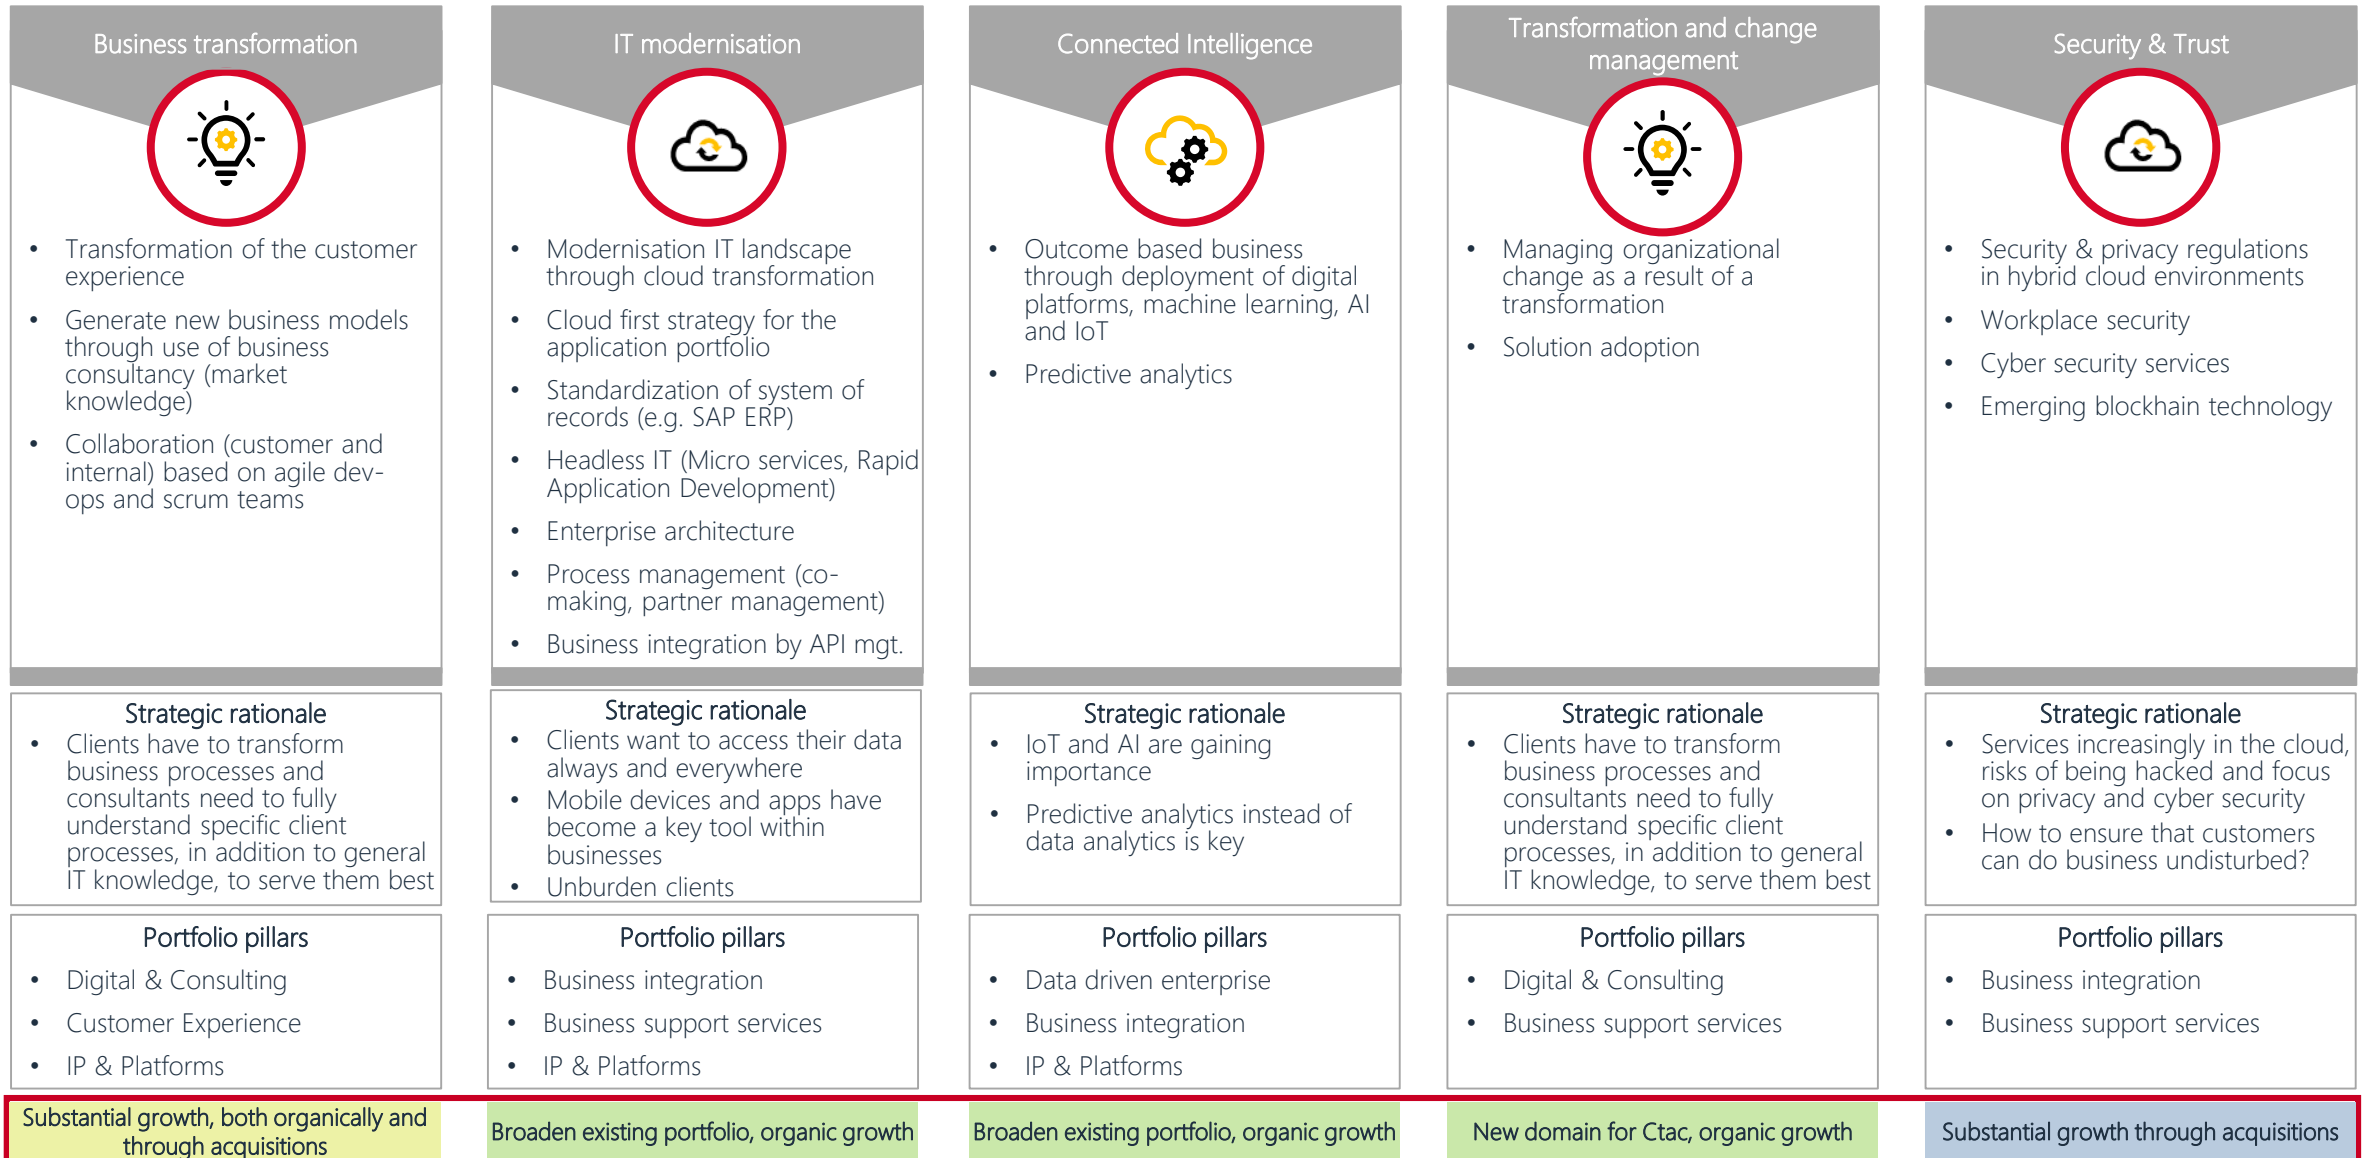 Business transformation
• Transformation of the customer
experience
• Generate new business models
through use of business
consultancy (market
knowledge)
• Collaboration (customer and
internal) based on agile dev-
ops and scrum teams
Strategic rationale
• Clients have to transform
business processes and
consultants need to fully
understand specific client
processes, in addition to general
IT knowledge, to serve them best
Portfolio pillars
• Digital & Consulting
• Customer Experience
• IP & Platforms
Substantial growth, both organically and
through acquisitions
IT modernisation
• Modernisation IT landscape
through cloud transformation
• Cloud first strategy for the
application portfolio
• Standardization of system of
records (e.g. SAP ERP)
• Headless IT (Micro services, Rapid
Application Development)
• Enterprise architecture
• Process management (co-
making, partner management)
• Business integration by API mgt.
Strategic rationale
• Clients want to access their data
always and everywhere
• Mobile devices and apps have
become a key tool within
businesses
• Unburden clients
Portfolio pillars
• Business integration
• Business support services
• IP & Platforms
Broaden existing portfolio, organic growth
Connected Intelligence
• Outcome based business
through deployment of digital
platforms, machine learning, AI
and IoT
• Predictive analytics
Strategic rationale
• IoT and AI are gaining
importance
• Predictive analytics instead of
data analytics is key
Portfolio pillars
• Data driven enterprise
• Business integration
• IP & Platforms
Broaden existing portfolio, organic growth
Transformation and change
management
• Managing organizational
change as a result of a
transformation
• Solution adoption
Strategic rationale
• Clients have to transform
business processes and
consultants need to fully
understand specific client
processes, in addition to general
IT knowledge, to serve them best
Portfolio pillars
• Digital & Consulting
• Business support services
New domain for Ctac, organic growth
Security & Trust
• Security & privacy regulations
in hybrid cloud environments
• Workplace security
• Cyber security services
• Emerging blockhain technology
Strategic rationale
• Services increasingly in the cloud,
risks of being hacked and focus
on privacy and cyber security
• How to ensure that customers
can do business undisturbed?
Portfolio pillars
• Business integration
• Business support services
Substantial growth through acquisitions